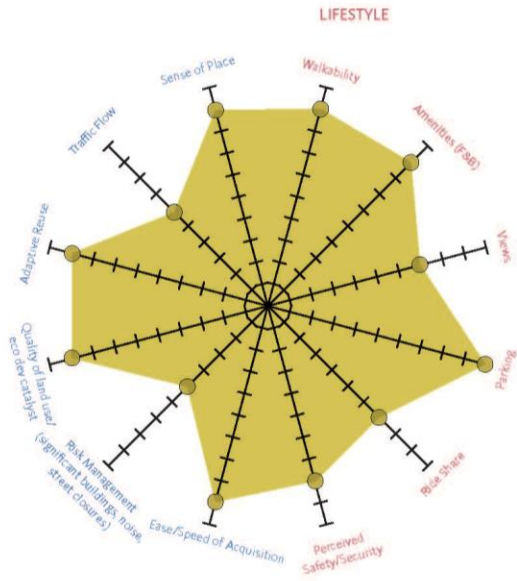 LIFESTYLE
Sense of Place
Walkability
Traffic Flow
Amenities (F&B)
Adaptive Reuse
Views
Quality of land use/
eco dev catalyst
Parking
Risk Management
(significant buildings, noise,
street closures)
Ride Share
Ease/Speed of Acquisition
Perceived
Safety/Security